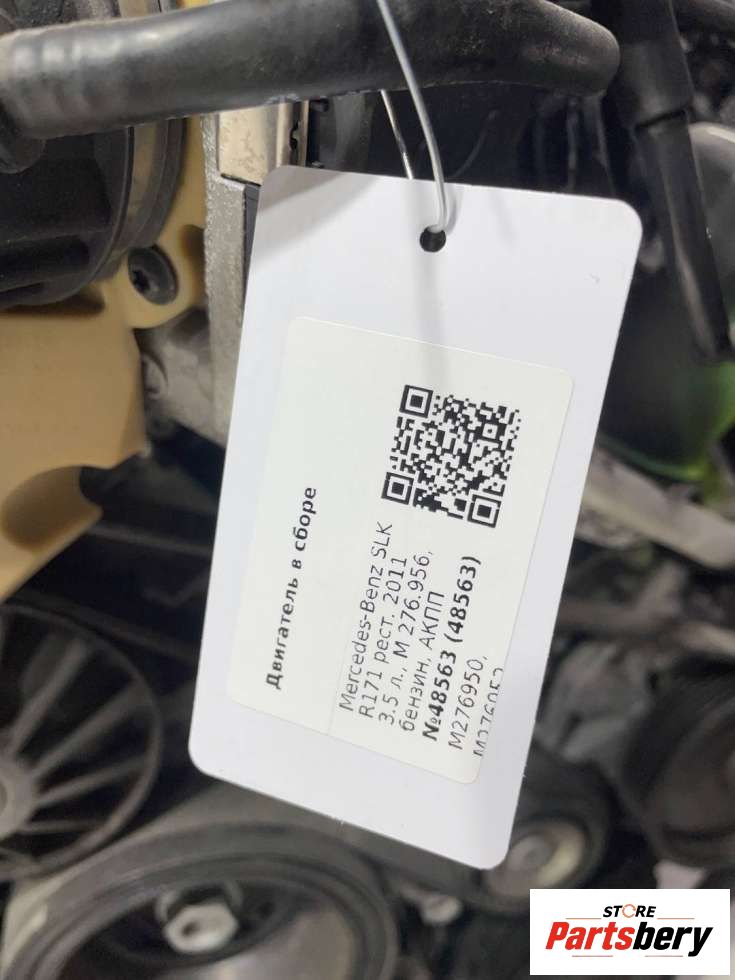 Двигатель в сборе
Mercedes-Benz SLK
R171 рест. 2011
3.5 л., M 276.956,
бензин, АКПП
№48563 (48563)
M276950,
STORE
Partsbery